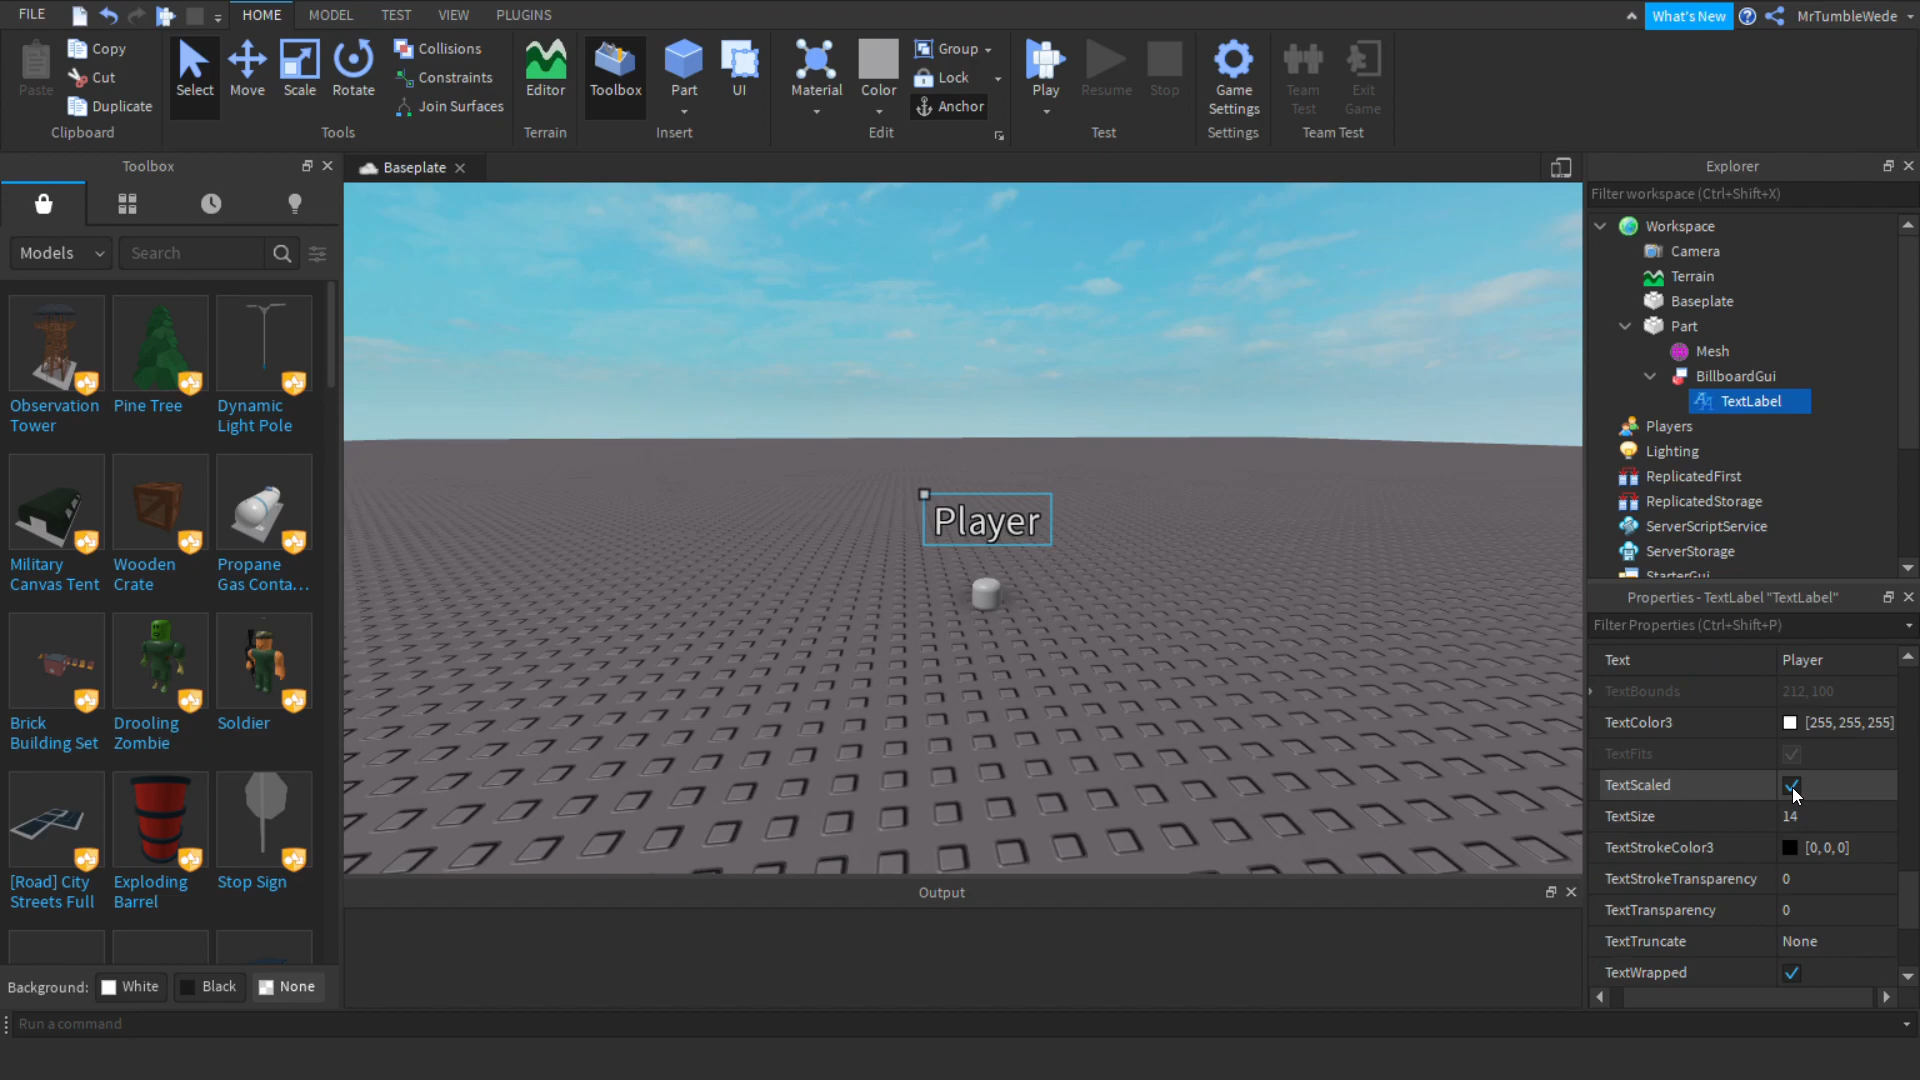 FILE
HOME
MODEL
TEST
VIEW
PLUGINS
What's New
MrTumbleWede
Paste
Copy
Cut
Duplicate
Clipboard
Select
Move
Scale
Rotate
Collisions
Constraints
Join Surfaces
Tools
Editor
Terrain
Toolbox
Part
UI
Insert
Material
Color
Group
Lock
Anchor
Edit
Play
Resume
Stop
Test
Game
Settings
Settings
Team
Test
Exit
Game
Team Test
Toolbox
Models
Search
Observation
Tower
Pine Tree
Dynamic
Light Pole
Military
Canvas Tent
Wooden
Crate
Propane
Gas Conta...
Brick
Building Set
Drooling
Zombie
Soldier
[Road] City
Streets Full
Exploding
Barrel
Stop Sign
Background:
White
Black
None
Run a command
Baseplate
Player
Output
Explorer
Filter workspace (Ctrl+Shift+X)
Workspace
Camera
Terrain
Baseplate
Part
Mesh
BillboardGui
TextLabel
Players
Lighting
ReplicatedFirst
ReplicatedStorage
ServerScriptService
ServerStorage
StarterGui
Properties - TextLabel "TextLabel"
Filter Properties (Ctrl+Shift+P)
Text Player
TextBounds 212, 100
TextColor3 [255, 255, 255]
TextFits
TextScaled
TextSize 14
TextStrokeColor3 [0, 0, 0]
TextStrokeTransparency 0
TextTransparency 0
TextTruncate None
TextWrapped